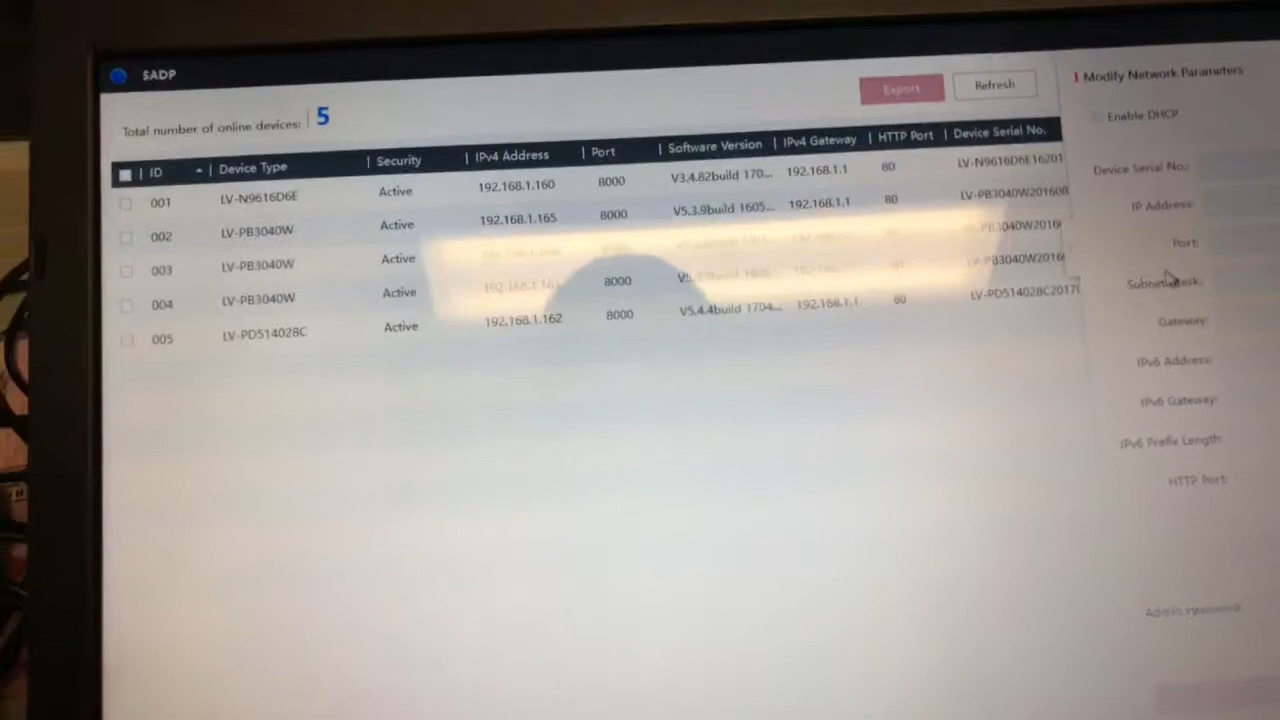 SADP
Total number of online devices: 5
Export Refresh
ID Device Type Security IPv4 Address Port Software Version IPv4 Gateway HTTP Port Device Serial No.
001 LV-N9616D6E Active 192.168.1.160 8000 V3.4.82build 170... 192.168.1.1 80 LV-N9616D6E16201
002 LV-PB3040W Active 192.168.1.165 8000 V5.3.9build 1605... 192.168.1.1 80 LV-PB3040W201608
003 LV-PB3040W Active
004 LV-PB3040W Active 8000
005 LV-PD514028C Active 192.168.1.162 8000 V5.4.4build 1704... 192.168.1.1 80 LV-PD514028C2017
Modify Network Parameters
Enable DHCP
Device Serial No.:
IP Address:
Port:
Subnet Mask:
Gateway:
IPv6 Address:
IPv6 Gateway:
IPv6 Prefix Length:
HTTP Port: